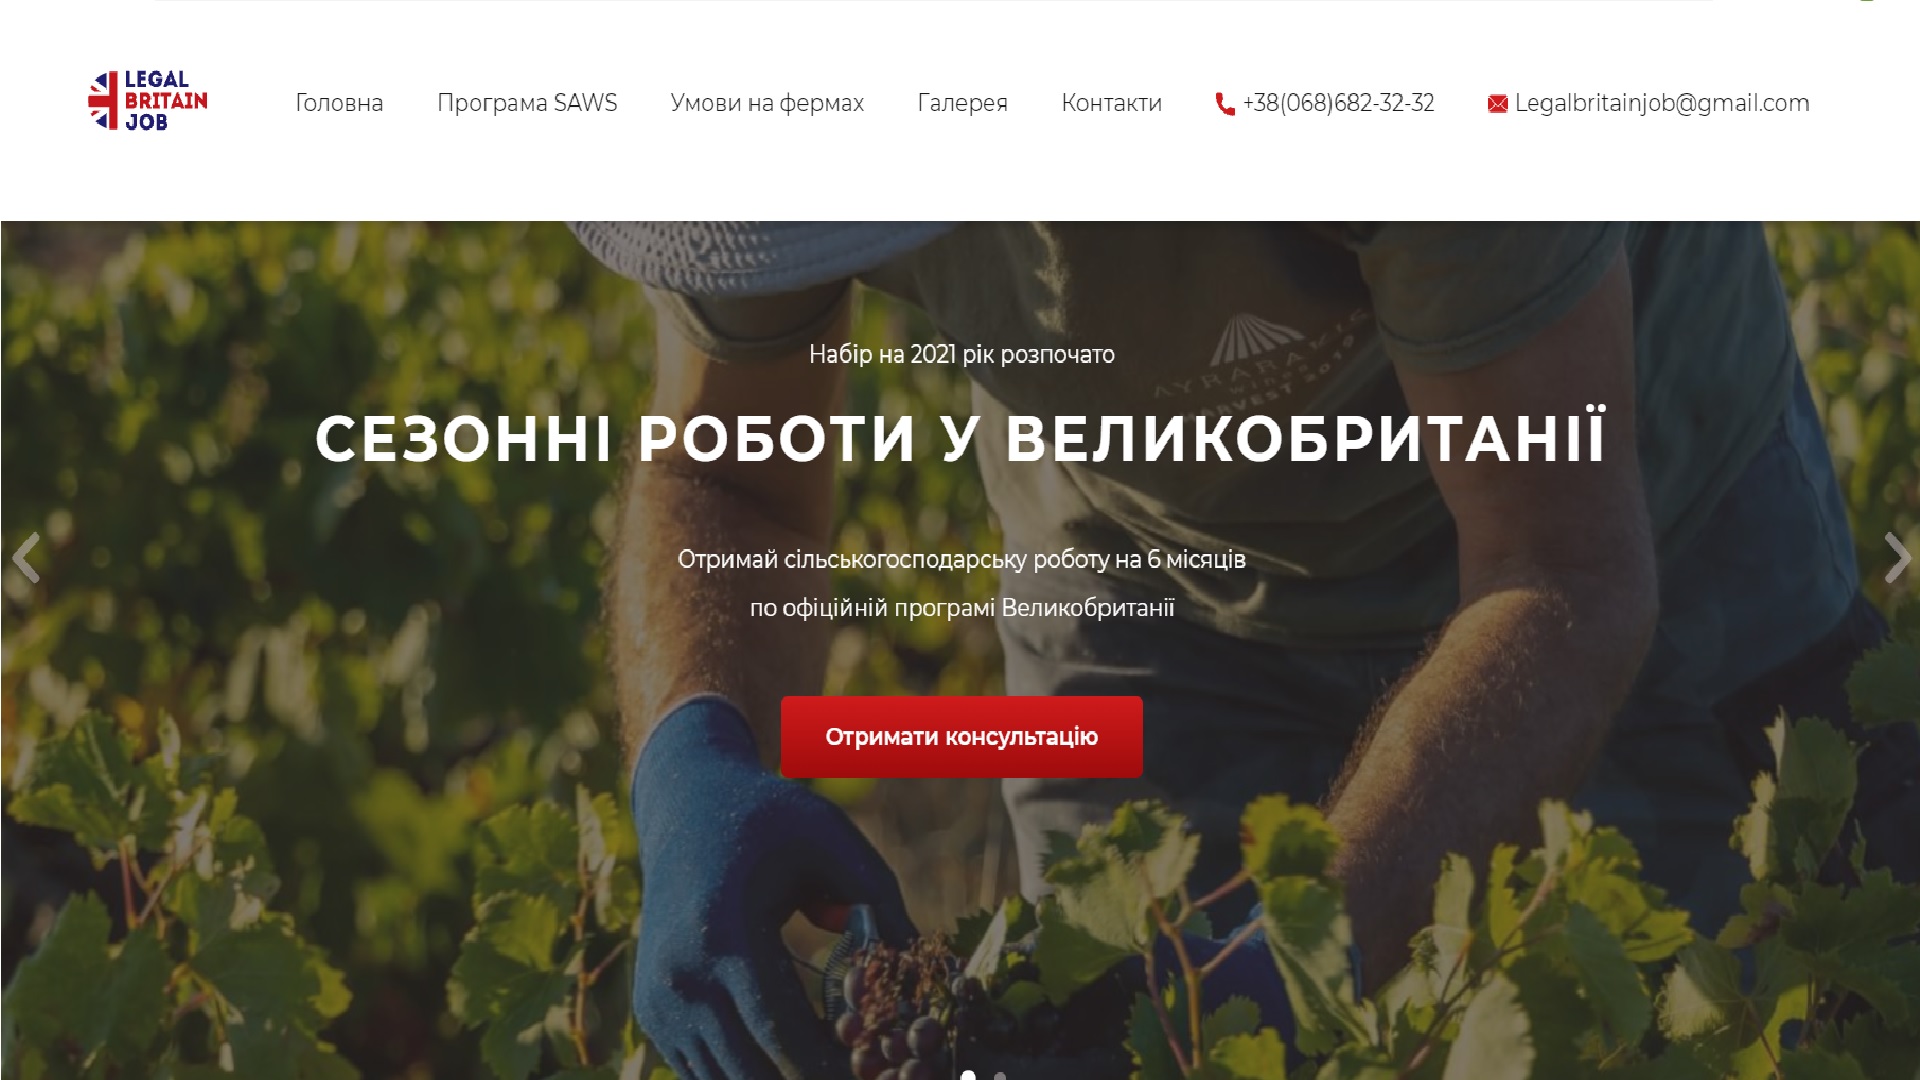 LEGAL
BRITAIN
JOB
Головна Програма SAWS Умови на фермах Галерея Контакти +38(068)682-32-32 Legalbritainjob@gmail.com
Набір на 2021 рік розпочато
СЕЗОННІ РОБОТИ У ВЕЛИКОБРИТАНІЇ
Отримай сільськогосподарську роботу на 6 місяців
по офіційній програмі Великобританії
Отримати консультацію
HARVEST 2019